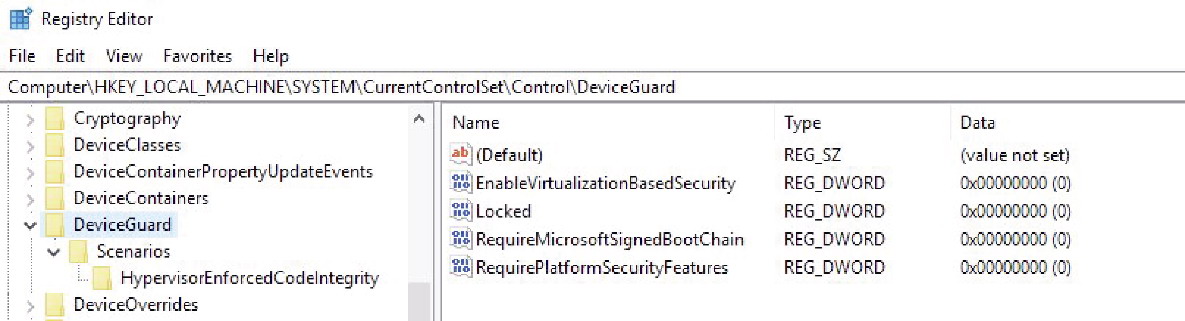 Registry Editor
File Edit View Favorites Help
Computer\HKEY_LOCAL_MACHINE\SYSTEM\CurrentControlSet\Control\DeviceGuard
Cryptography
DeviceClasses
DeviceContainerPropertyUpdateEvents
DeviceContainers
DeviceGuard
Scenarios
HypervisorEnforcedCodeIntegrity
DeviceOverrides
Name Type Data
(Default) REG_SZ (value not set)
EnableVirtualizationBasedSecurity REG_DWORD 0x00000000 (0)
Locked REG_DWORD 0x00000000 (0)
RequireMicrosoftSignedBootChain REG_DWORD 0x00000000 (0)
RequirePlatformSecurityFeatures REG_DWORD 0x00000000 (0)